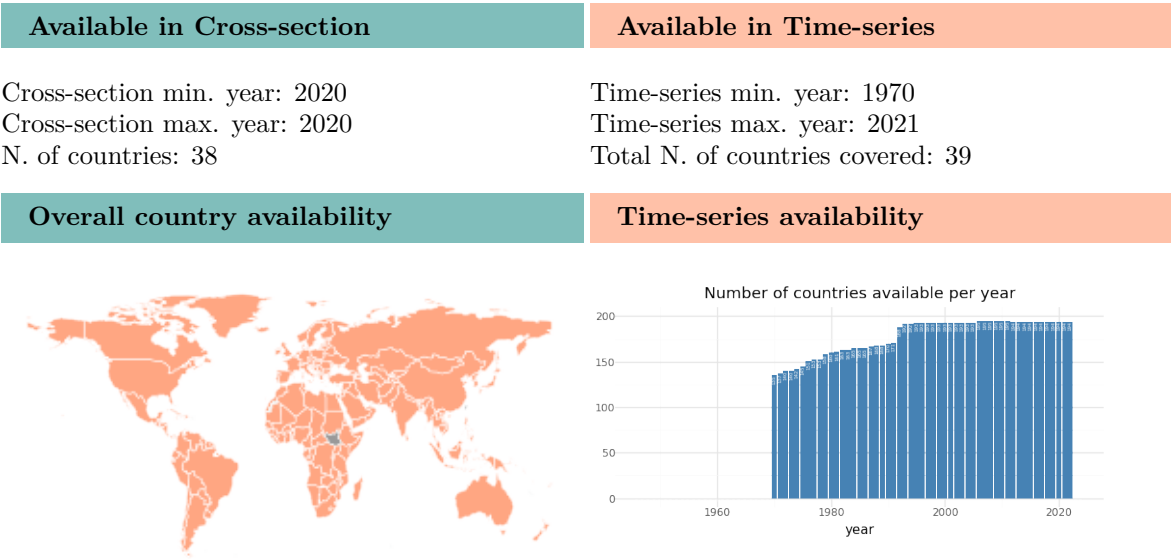 Available in Cross-section
Available in Time-series
Cross-section min. year: 2020
Cross-section max. year: 2020
N. of countries: 38
Time-series min. year: 1970
Time-series max. year: 2021
Total N. of countries covered: 39
Overall country availability
Time-series availability
Number of countries available per year
200
150
100
50
0
1960 1980 2000 2020
year